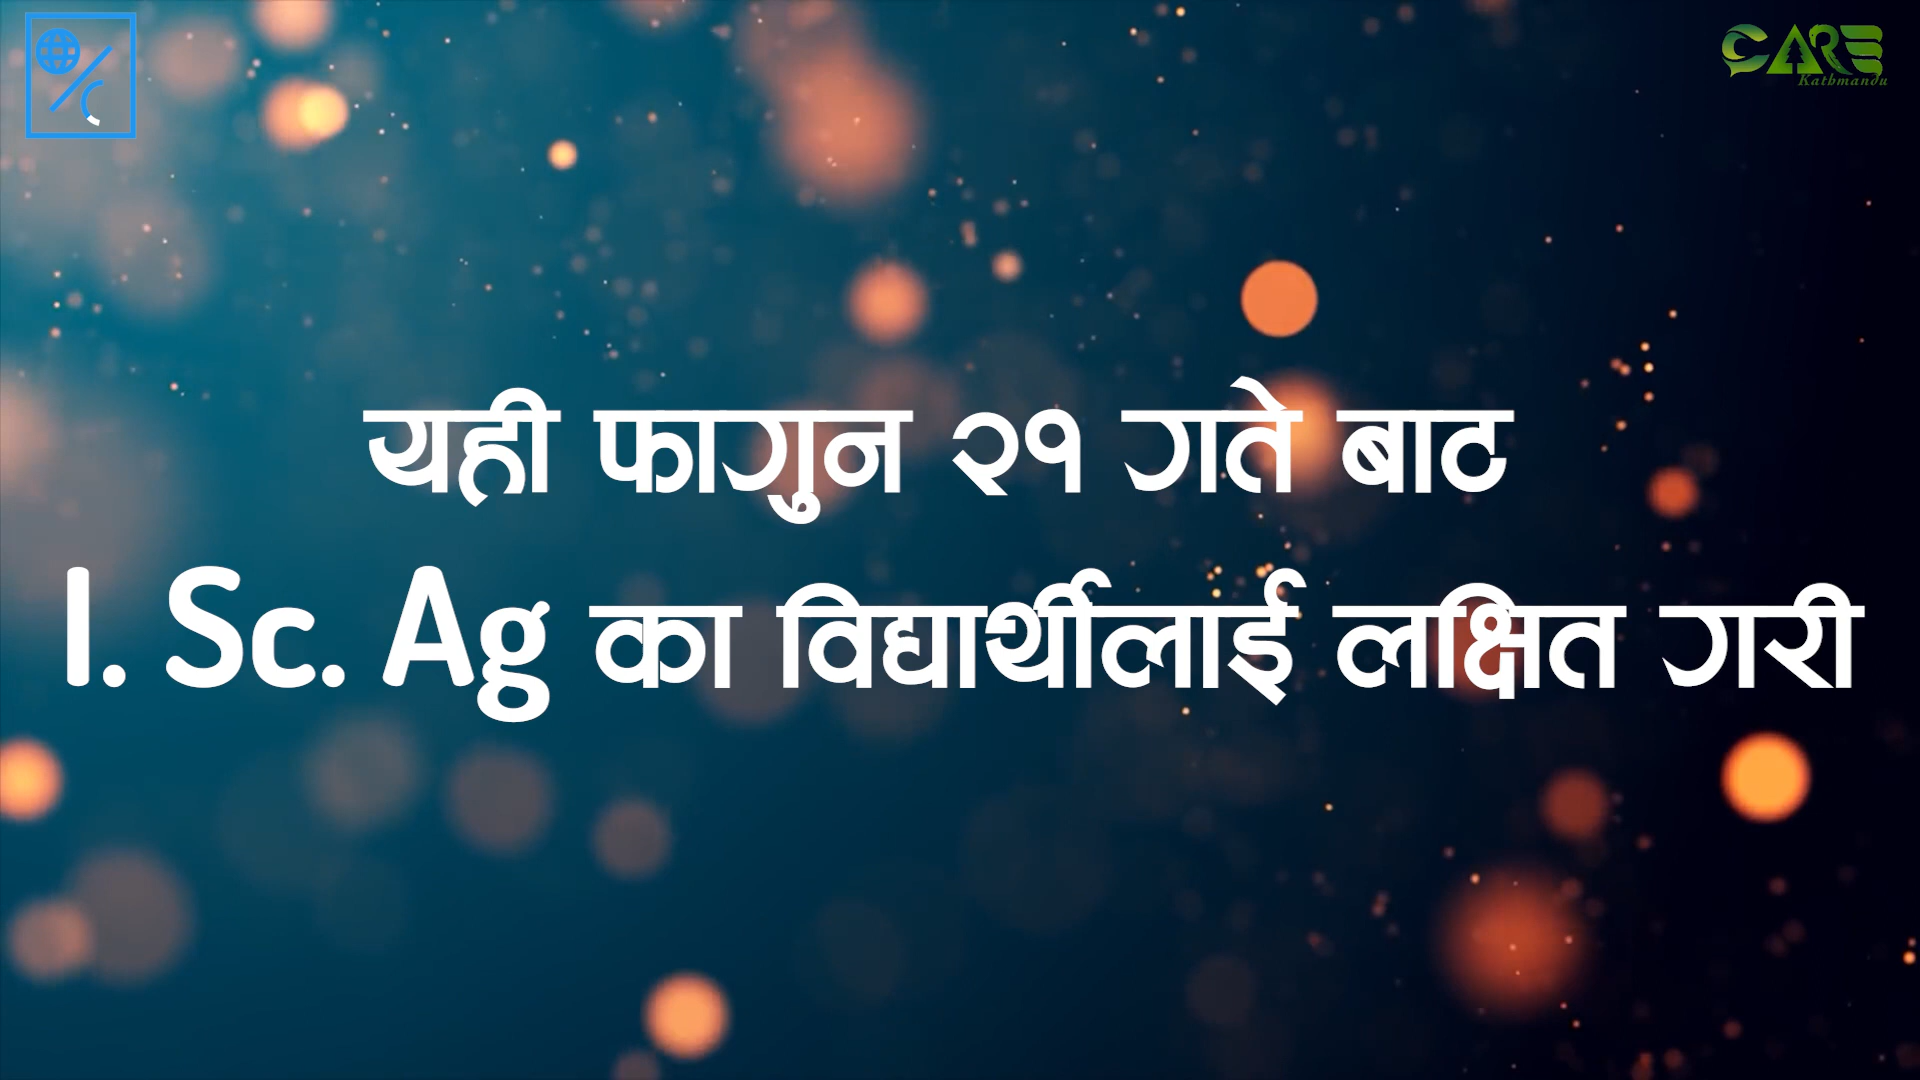 CARE
Kathmandu
यही फागुन २१ गते बाट
I. Sc. Ag का विद्यार्थीलाई लक्षित गरी